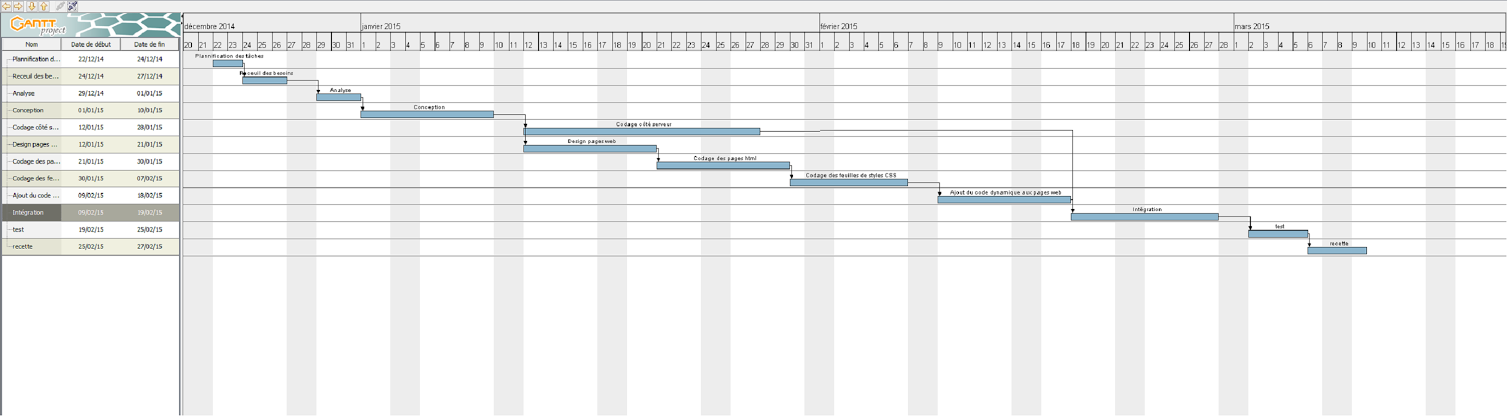 GANTT
project
décembre 2014 janvier 2015 février 2015 mars 2015
Nom Date de début Date de fin
20 21 22 23 24 25 26 27 28 29 30 31 1 2 3 4 5 6 7 8 9 10 11 12 13 14 15 16 17 18 19 20 21 22 23 24 25 26 27 28 29 30 31 1 2 3 4 5 6 7 8 9 10 11 12 13 14 15 16 17 18 19 20 21 22 23 24 25 26 27 28 1 2 3 4 5 6 7 8 9 10 11 12 13 14 15 16 17 18
Plannification d... 22/12/14 24/12/14
Receuil des be... 24/12/14 27/12/14
Analyse 29/12/14 01/01/15
Conception 01/01/15 10/01/15
Codage côté s... 12/01/15 28/01/15
Design pages ... 12/01/15 21/01/15
Codage des pa... 21/01/15 30/01/15
Codage des fe... 30/01/15 07/02/15
Ajout du code ... 09/02/15 18/02/15
Intégration 09/02/15 19/02/15
test 19/02/15 25/02/15
recette 25/02/15 27/02/15
Plannification des tâches
Receuil des besoins
Analyse
Conception
Codage côté serveur
Design pages web
Codage des pages html
Codage des feuilles de styles CSS
Ajout du code dynamique aux pages web
Intégration
test
recette